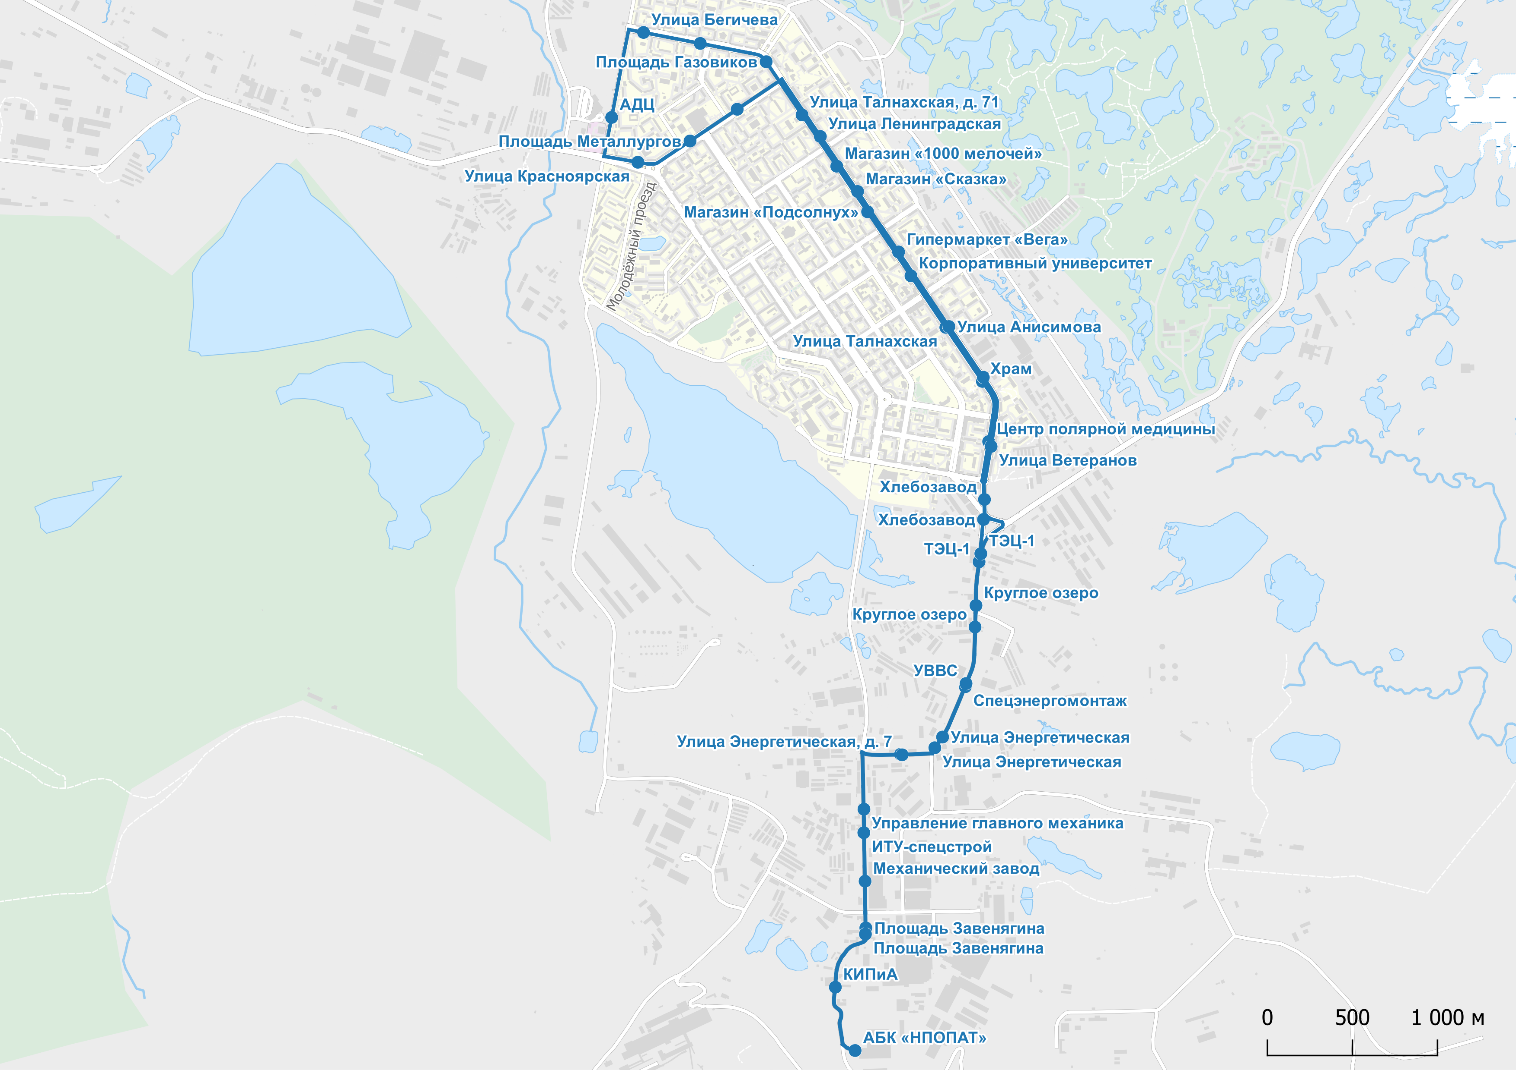 Улица Бегичева
Площадь Газовиков
АДЦ
Улица Талнахская, д. 71
Улица Ленинградская
Площадь Металлургов
Магазин «1000 мелочей»
Улица Красноярская
Магазин «Сказка»
Молодёжный проезд
Магазин «Подсолнух»
Гипермаркет «Вега»
Корпоративный университет
Улица Анисимова
Улица Талнахская
Храм
Центр полярной медицины
Улица Ветеранов
Хлебозавод
Хлебозавод
ТЭЦ-1
ТЭЦ-1
Круглое озеро
Круглое озеро
УВВС
Спецэнергомонтаж
Улица Энергетическая
Улица Энергетическая, д. 7
Улица Энергетическая
Управление главного механика
ИТУ-спецстрой
Механический завод
Площадь Завенягина
Площадь Завенягина
КИПиА
АБК «НПОПАТ»
0 500 1 000 м